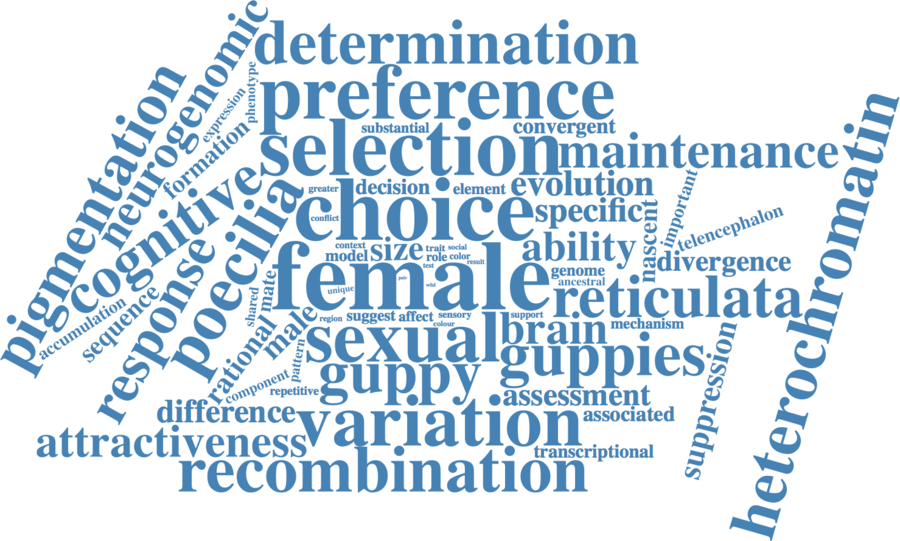 determination
preference
substantial
convergent
selection
maintenance
pigmentation
neurogenomic
expression
phenotype
formation
cognitive
poecilia
greater
decision
element
evolution
choice
specific
conflict
nascent
important
telencephalon
context
size
trait
social
model
role
color
ability
divergence
test
result
female
genome
ancestral
pair
wild
unique
reticulata
heterochromatin
accumulation
sequence
response
shared
mate
region
suggest
affect
sensory
support
colour
male
rational
sexual
brain
mechanism
pattern
guppy
guppies
suppression
component
repetitive
assessment
difference
variation
associated
attractiveness
transcriptional
recombination